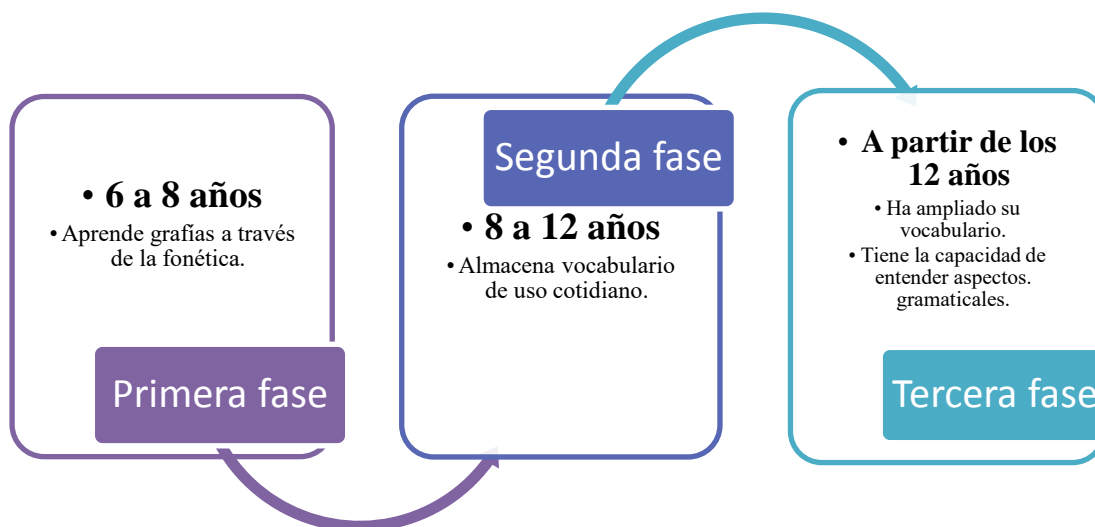 • 6 a 8 años
• Aprende grafías a través
de la fonética.
Primera fase
Segunda fase
• 8 a 12 años
• Almacena vocabulario
de uso cotidiano.
• A partir de los
12 años
• Ha ampliado su
vocabulario.
• Tiene la capacidad de
entender aspectos.
gramaticales.
Tercera fase